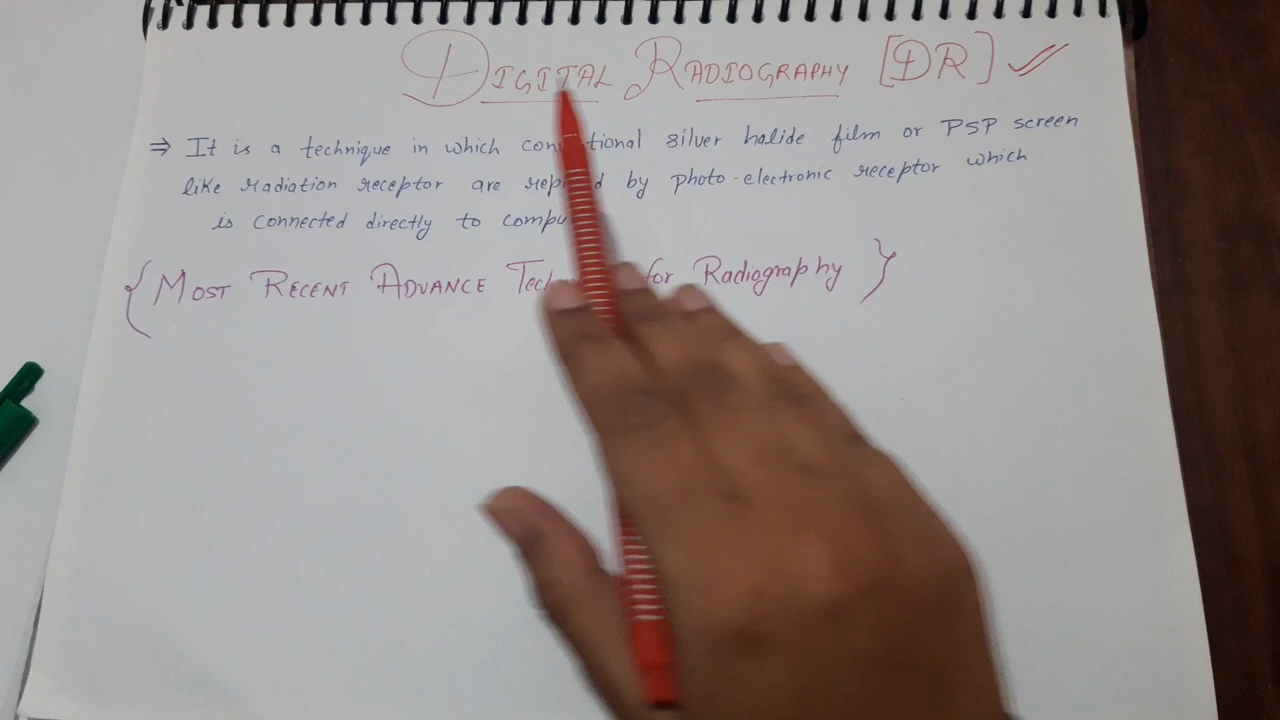 DIGITAL RADIOGRAPHY [DR]
⇒ It is a technique in which silver halide film or PSP screen
like radiation receptor are by photo-electronic receptor which
is connected directly to
{ MOST RECENT ADVANCE for Radiography }